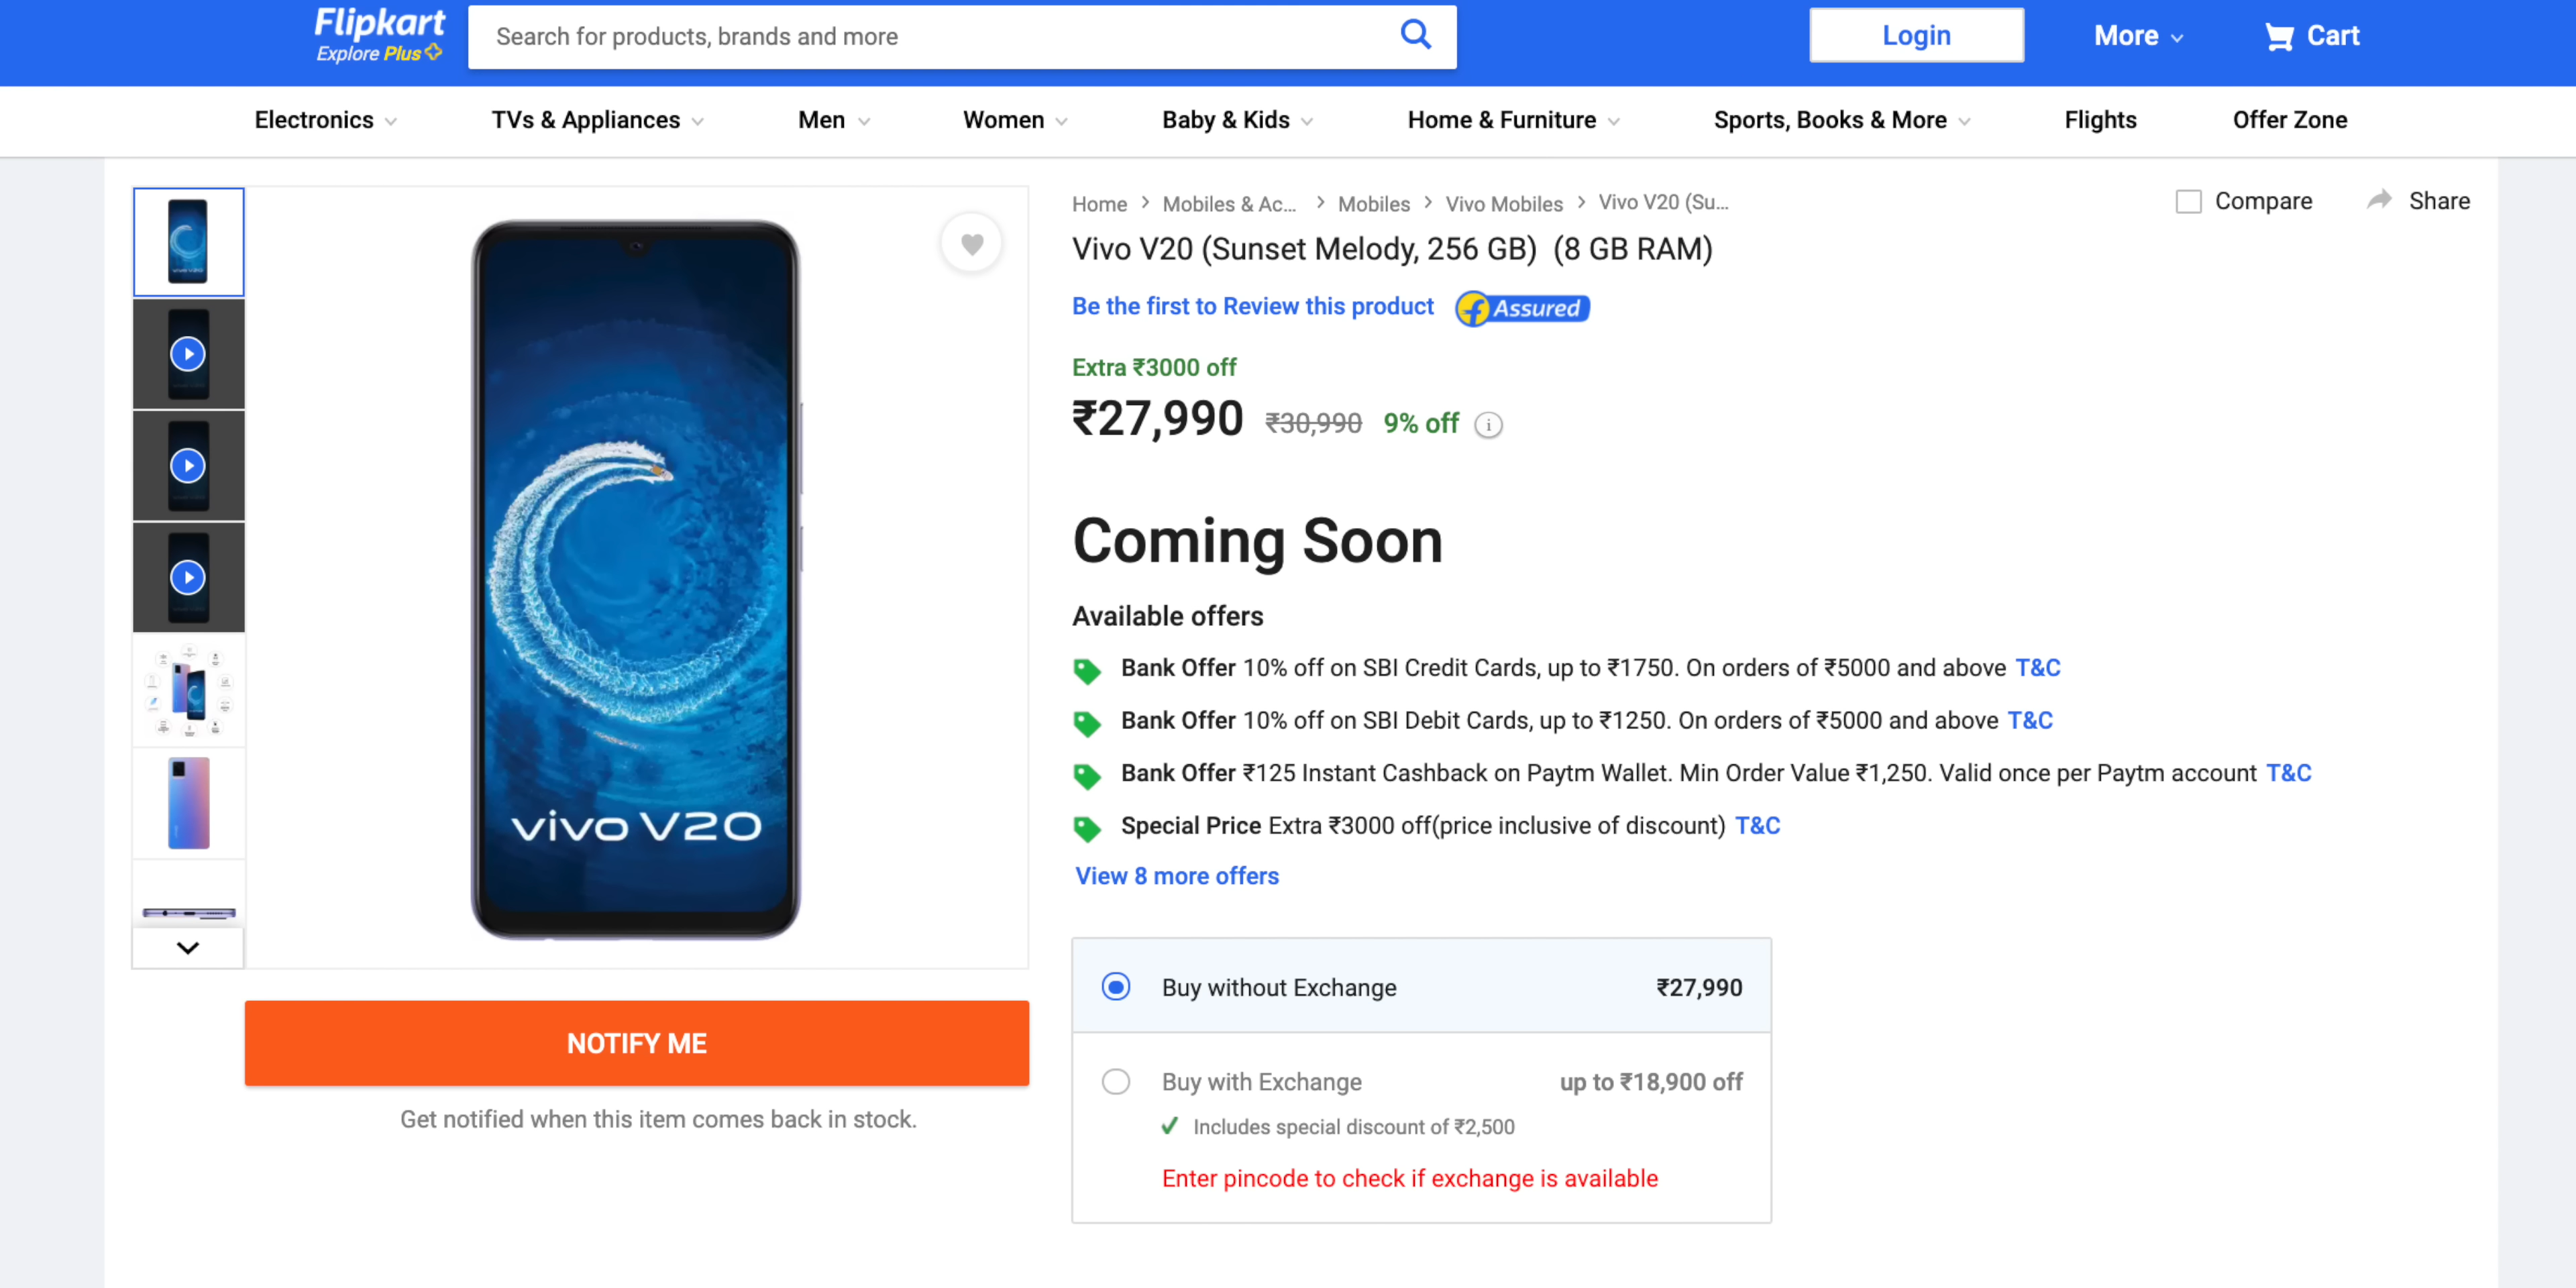 Flipkart
Explore Plus
Search for products, brands and more
Login
More
Cart
Electronics
TVs & Appliances
Men
Women
Baby & Kids
Home & Furniture
Sports, Books & More
Flights
Offer Zone
Home > Mobiles & Ac... > Mobiles > Vivo Mobiles > Vivo V20 (Su...
Compare
Share
Vivo V20 (Sunset Melody, 256 GB) (8 GB RAM)
Be the first to Review this product
Assured
Extra ₹3000 off
₹27,990 ₹30,990 9% off
Coming Soon
Available offers
Bank Offer 10% off on SBI Credit Cards, up to ₹1750. On orders of ₹5000 and above T&C
Bank Offer 10% off on SBI Debit Cards, up to ₹1250. On orders of ₹5000 and above T&C
Bank Offer ₹125 Instant Cashback on Paytm Wallet. Min Order Value ₹1,250. Valid once per Paytm account T&C
Special Price Extra ₹3000 off(price inclusive of discount) T&C
View 8 more offers
vivo V20
NOTIFY ME
Get notified when this item comes back in stock.
Buy without Exchange ₹27,990
Buy with Exchange up to ₹18,900 off
Includes special discount of ₹2,500
Enter pincode to check if exchange is available